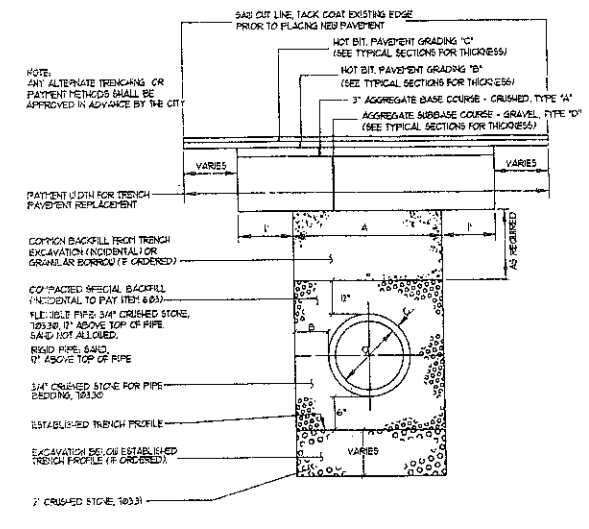 SAW CUT LINE, TACK COAT EXISTING EDGE
PRIOR TO PLACING NEW PAVEMENT
HOT BIT. PAVEMENT GRADING "C"
(SEE TYPICAL SECTIONS FOR THICKNESS)
HOT BIT. PAVEMENT GRADING "B"
(SEE TYPICAL SECTIONS FOR THICKNESS)
3" AGGREGATE BASE COURSE - CRUSHED, TYPE "A"
AGGREGATE SUBBASE COURSE - GRAVEL, TYPE "D"
(SEE TYPICAL SECTIONS FOR THICKNESS)
NOTE:
ANY ALTERNATE TRENCHING OR
PAYMENT METHODS SHALL BE
APPROVED IN ADVANCE BY THE CITY
VARIES
VARIES
PAYMENT WIDTH FOR TRENCH
PAVEMENT REPLACEMENT
1'
A
1'
AS REQUIRED
COMMON BACKFILL FROM TRENCH
EXCAVATION (INCIDENTAL) OR
GRANULAR BORROW (IF ORDERED)
COMPACTED SPECIAL BACKFILL
(INCIDENTAL TO PAY ITEM 603)
FLEXIBLE PIPE: 3/4" CRUSHED STONE,
703.30, 12" ABOVE TOP OF PIPE.
SAND NOT ALLOWED.
RIGID PIPE: SAND,
12" ABOVE TOP OF PIPE
12"
B
C
D
3/4" CRUSHED STONE FOR PIPE
BEDDING, 703.30
6"
ESTABLISHED TRENCH PROFILE
EXCAVATION BELOW ESTABLISHED
TRENCH PROFILE (IF ORDERED)
VARIES
CRUSHED STONE, 703.31